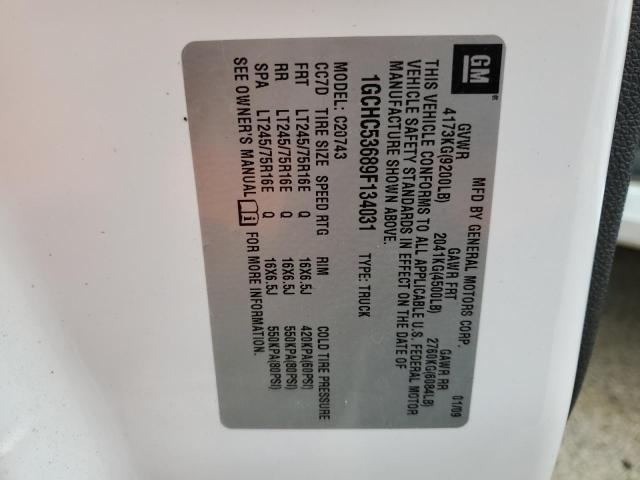 GM
MFD BY GENERAL MOTORS CORP. 01/09
GVWR GAWR FRT GAWR RR
4173KG(9200LB) 2041KG(4500LB) 2760KG(6084LB)
THIS VEHICLE CONFORMS TO ALL APPLICABLE U.S. FEDERAL MOTOR
VEHICLE SAFETY STANDARDS IN EFFECT ON THE DATE OF
MANUFACTURE SHOWN ABOVE.
1GCHC53689F134031 TYPE: TRUCK
MODEL: C20743
CC7D TIRE SIZE SPEED RTG RIM COLD TIRE PRESSURE
FRT LT245/75R16E Q 16X6.5J 420KPA(60PSI)
RR LT245/75R16E Q 16X6.5J 550KPA(80PSI)
SPA LT245/75R16E Q 16X6.5J 550KPA(80PSI)
SEE OWNER'S MANUAL FOR MORE INFORMATION.